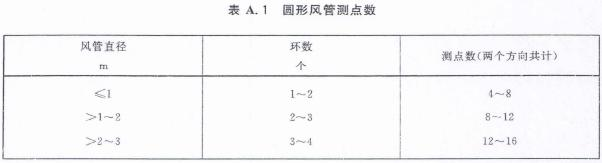 表 A.1 圆形风管测点数
风管直径 环数 测点数(两个方向共计)
m 个
≤1 1～2 4～8
>1～2 2～3 8～12
>2～3 3～4 12～16